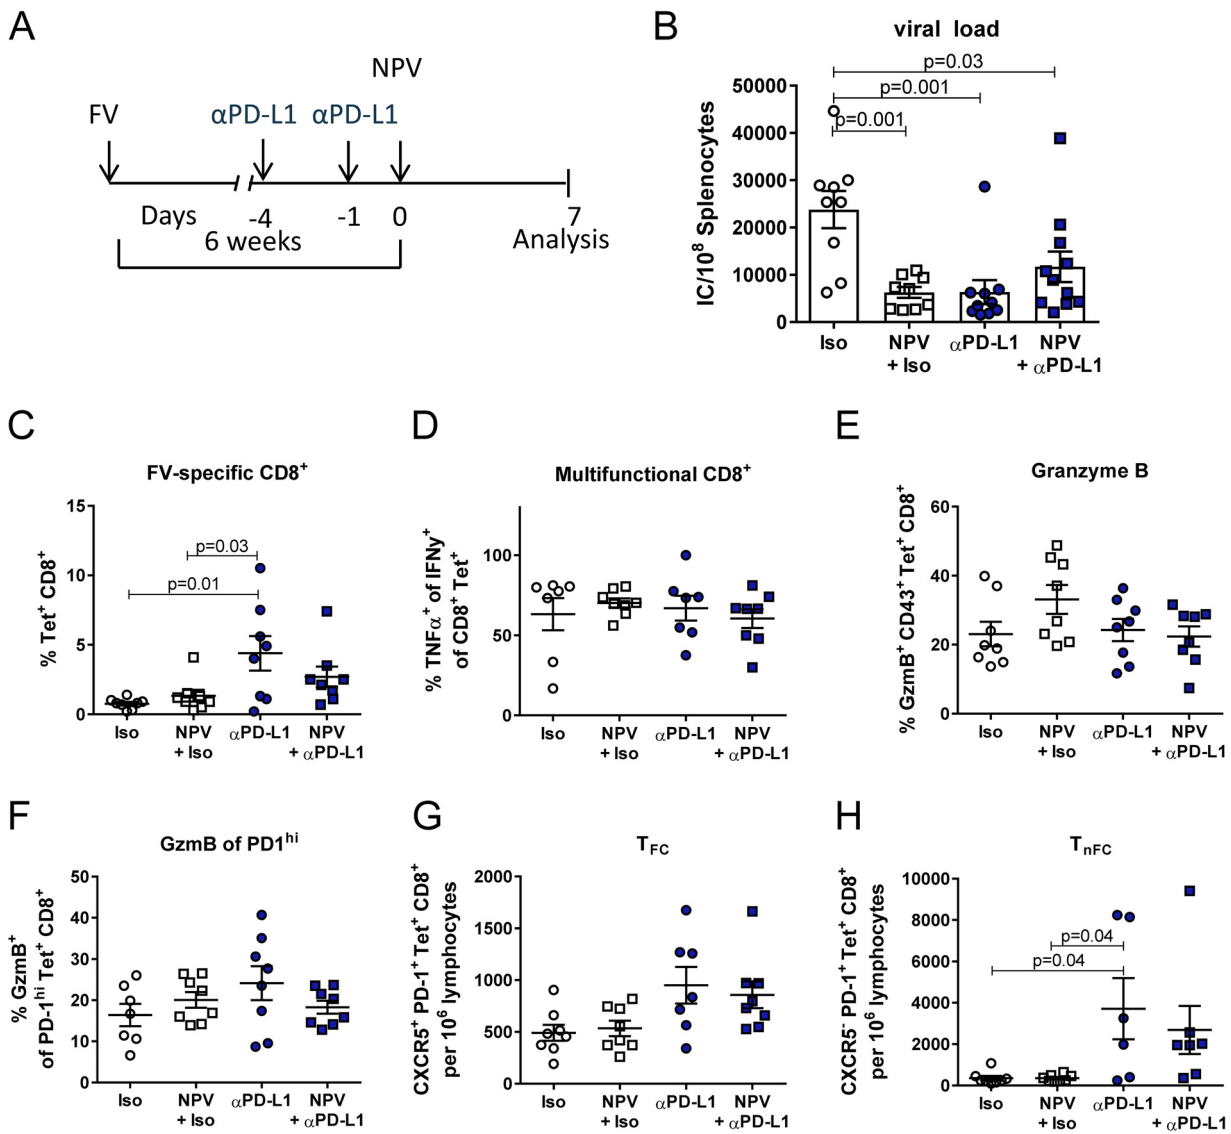 A
NPV
FV
αPD-L1 αPD-L1
Days
-4
-1
0
7
6 weeks
Analysis
B
viral load
p=0.03
p=0.001
p=0.001
IC/10⁸ Splenocytes
50000
40000
30000
20000
10000
0
Iso
NPV
+ Iso
αPD-L1
NPV
+ αPD-L1
C
FV-specific CD8⁺
% Tet⁺ CD8⁺
15
10
5
0
p=0.03
p=0.01
Iso
NPV
+ Iso
αPD-L1
NPV
+ αPD-L1
D
Multifunctional CD8⁺
% TNFα⁺ of IFNγ⁺
of CD8⁺ Tet⁺
100
50
0
Iso
NPV
+ Iso
αPD-L1
NPV
+ αPD-L1
E
Granzyme B
% GzmB⁺ CD43⁺ Tet⁺ CD8⁺
60
40
20
0
Iso
NPV
+ Iso
αPD-L1
NPV
+ αPD-L1
F
GzmB of PD1ʰⁱ
% GzmB⁺
of PD-1ʰⁱ Tet⁺ CD8⁺
50
40
30
20
10
0
Iso
NPV
+ Iso
αPD-L1
NPV
+ αPD-L1
G
T_FC
CXCR5⁺ PD-1⁺ Tet⁺ CD8⁺
per 10⁶ lymphocytes
2000
1500
1000
500
0
Iso
NPV
+ Iso
αPD-L1
NPV
+ αPD-L1
H
T_nFC
CXCR5⁻ PD-1⁺ Tet⁺ CD8⁺
per 10⁶ lymphocytes
10000
8000
6000
4000
2000
0
p=0.04
p=0.04
Iso
NPV
+ Iso
αPD-L1
NPV
+ αPD-L1